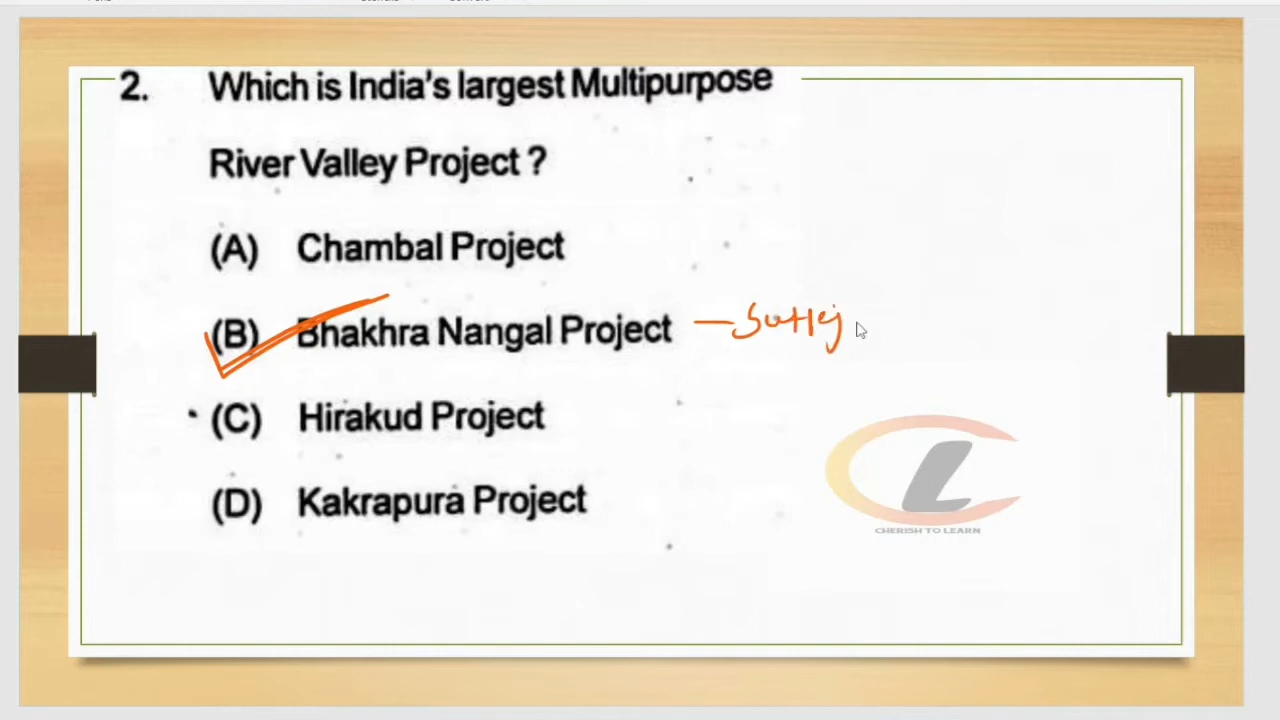 2. Which is India's largest Multipurpose
River Valley Project ?
(A) Chambal Project
(B) Bhakhra Nangal Project — Sutlej
(C) Hirakud Project
(D) Kakrapura Project
CL
CHERISH TO LEARN